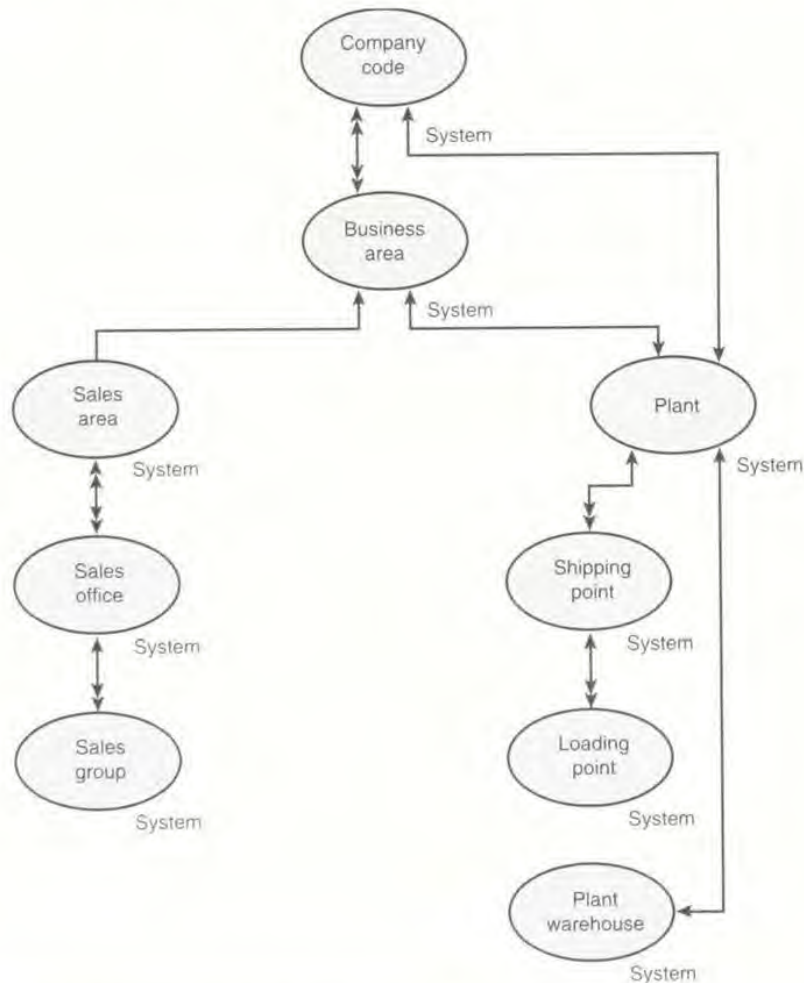 Company
code
System
Business
area
System
Sales
area
Plant
System
System
Sales
office
Shipping
point
System
System
Sales
group
Loading
point
System
System
Plant
warehouse
System